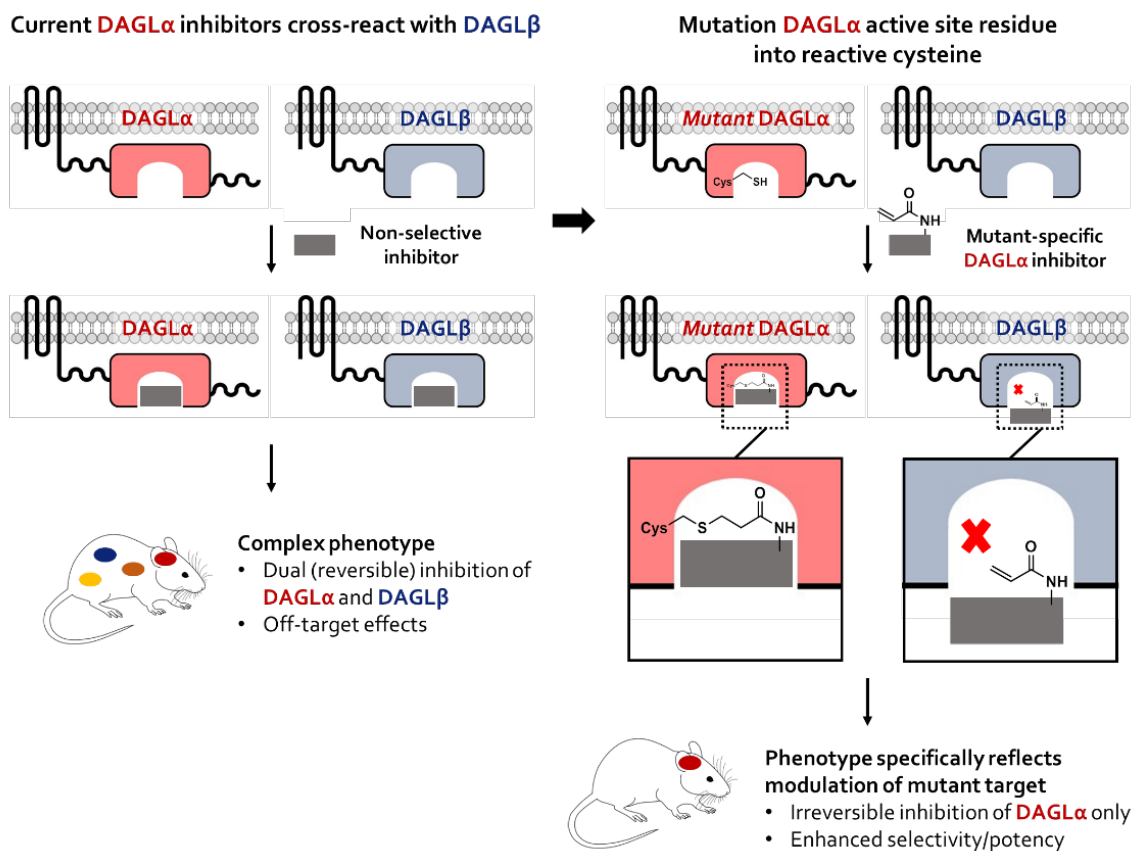 Current DAGLα inhibitors cross-react with DAGLβ
DAGLα
DAGLβ
Non-selective
inhibitor
DAGLα
DAGLβ
Complex phenotype
• Dual (reversible) inhibition of
DAGLα and DAGLβ
• Off-target effects
Mutation DAGLα active site residue
into reactive cysteine
Mutant DAGLα
DAGLβ
Cys
SH
O
NH
Mutant-specific
DAGLα inhibitor
Mutant DAGLα
DAGLβ
Cys
S
O
NH
O
NH
Cys
S
O
NH
O
NH
Phenotype specifically reflects
modulation of mutant target
• Irreversible inhibition of DAGLα only
• Enhanced selectivity/potency